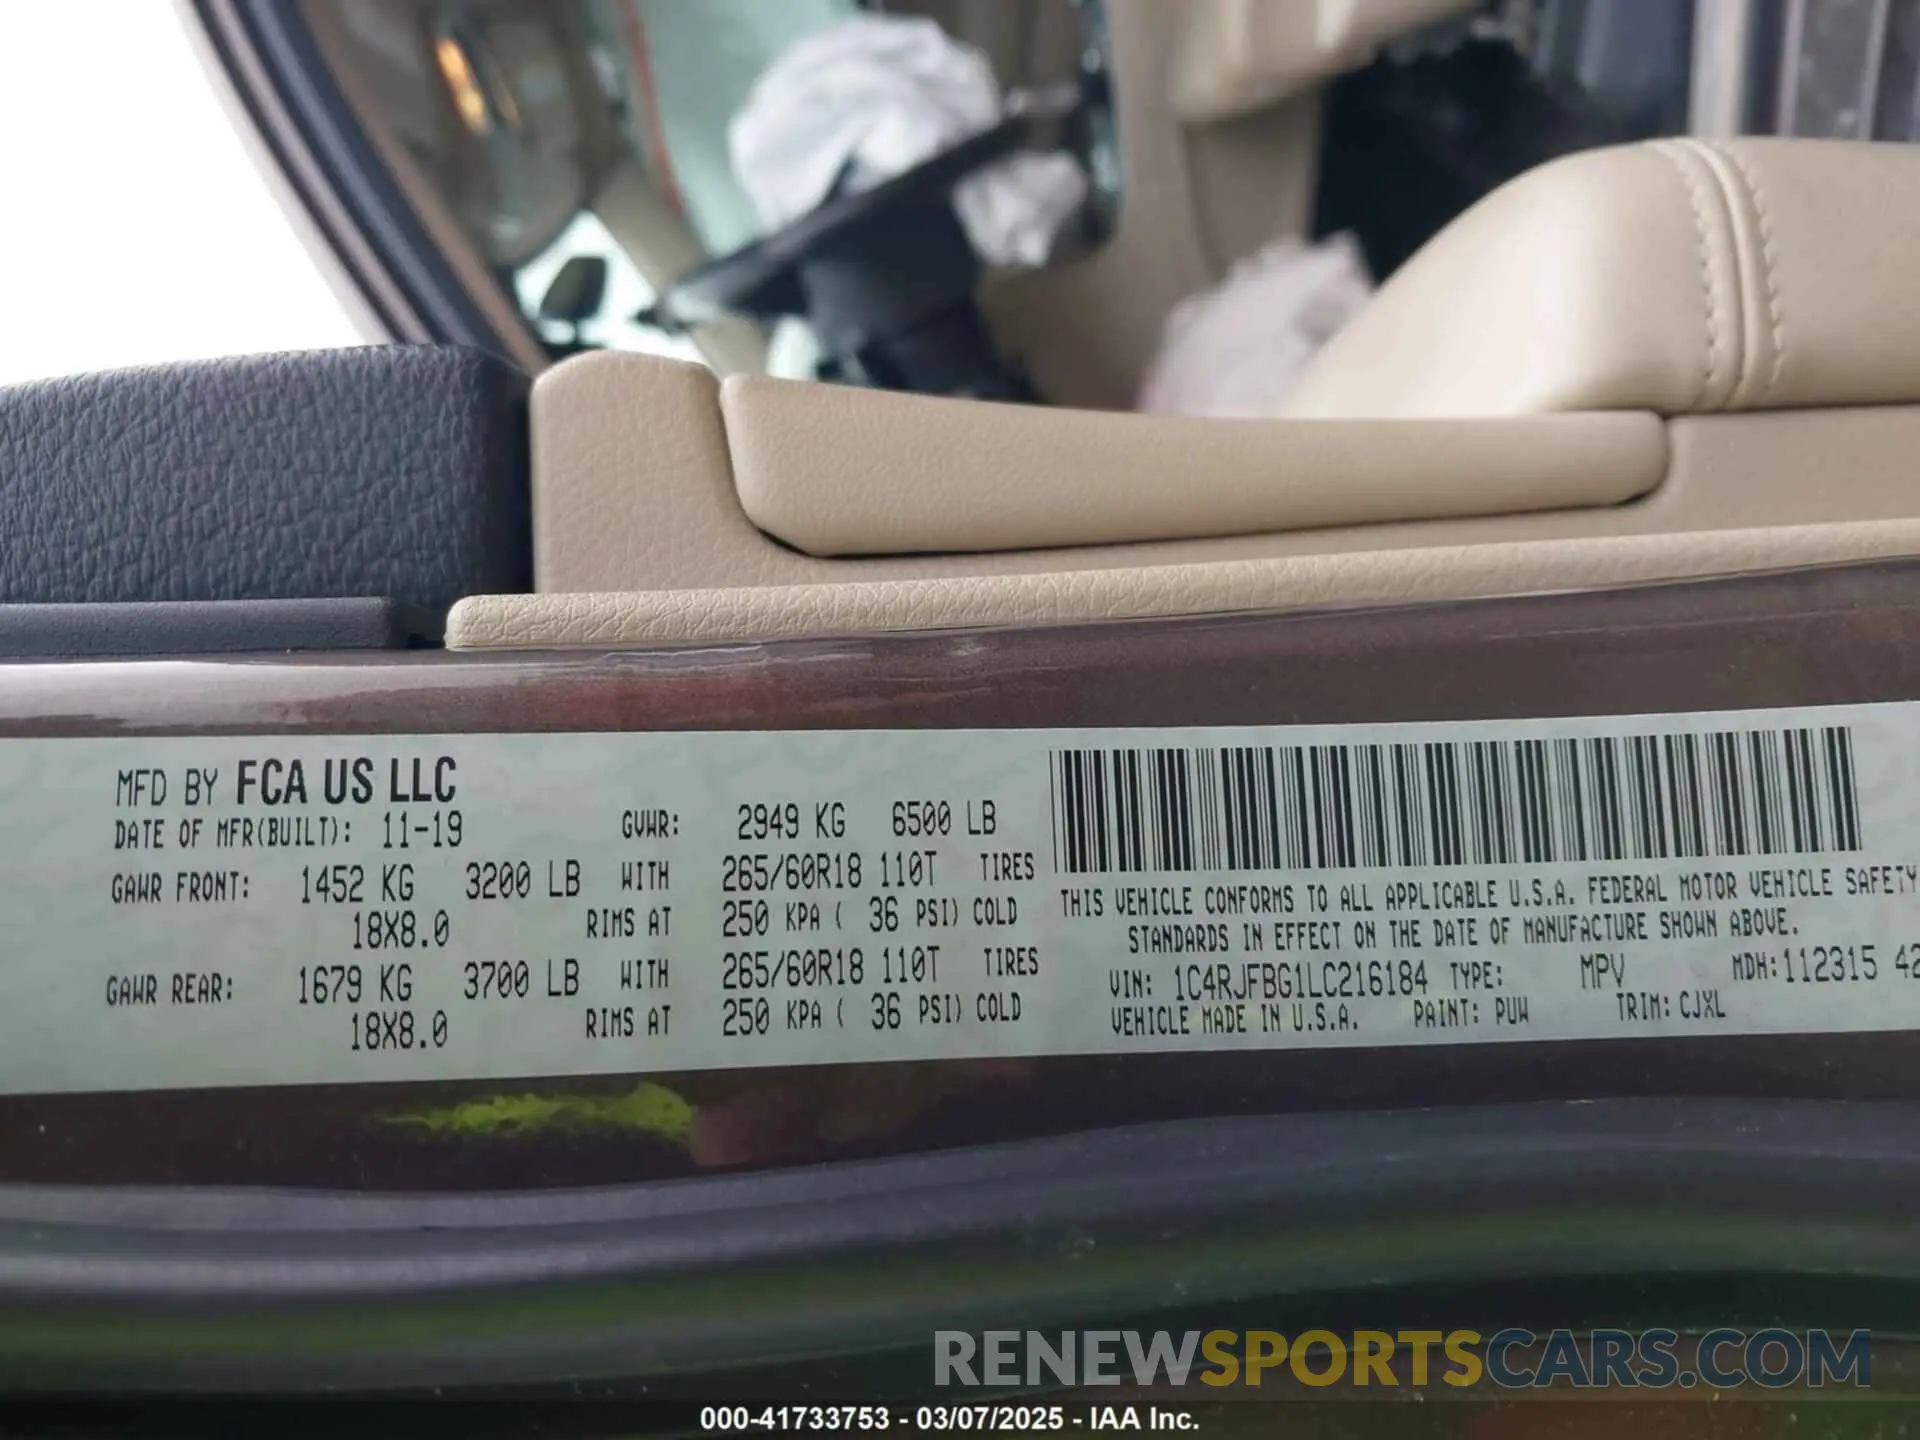 MFD BY FCA US LLC
DATE OF MFR(BUILT): 11-19 GVWR: 2949 KG 6500 LB
GAWR FRONT: 1452 KG 3200 LB WITH 265/60R18 110T TIRES
18X8.0 RIMS AT 250 KPA ( 36 PSI) COLD
GAWR REAR: 1679 KG 3700 LB WITH 265/60R18 110T TIRES
18X8.0 RIMS AT 250 KPA ( 36 PSI) COLD
THIS VEHICLE CONFORMS TO ALL APPLICABLE U.S.A. FEDERAL MOTOR VEHICLE SAFETY
STANDARDS IN EFFECT ON THE DATE OF MANUFACTURE SHOWN ABOVE.
VIN: 1C4RJFBG1LC216184 TYPE: MPV MDH:112315 42
VEHICLE MADE IN U.S.A. PAINT: PUW TRIM: CJXL
RENEWSPORTSCARS.COM
000-41733753 - 03/07/2025 - IAA Inc.